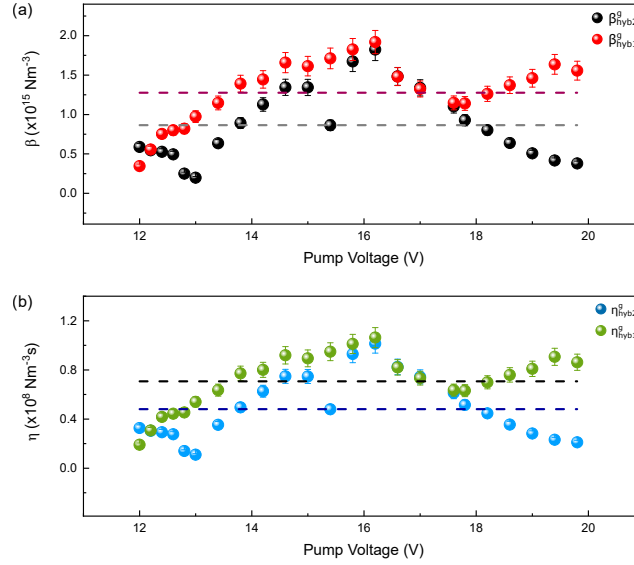 (a)
β^g_hyb2
β^g_hyb1
2.0
1.5
1.0
0.5
0.0
β (x10^15 Nm^-3)
12 14 16 18 20
Pump Voltage (V)
(b)
η^g_hyb2
η^g_hyb1
1.2
0.8
0.4
0.0
η (x10^8 Nm^-3s)
12 14 16 18 20
Pump Voltage (V)